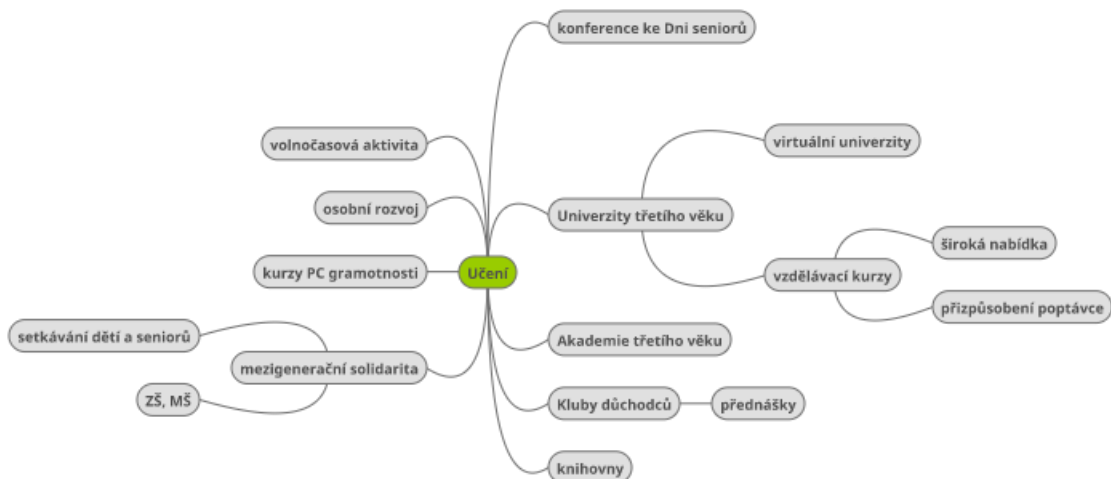 konference ke Dni seniorů
volnočasová aktivita
virtuální univerzity
osobní rozvoj
Univerzity třetího věku
široká nabídka
kurzy PC gramotnosti
Učení
vzdělávací kurzy
přizpůsobení poptávce
setkávání dětí a seniorů
Akademie třetího věku
mezigenerační solidarita
ZŠ, MŠ
Kluby důchodců
přednášky
knihovny